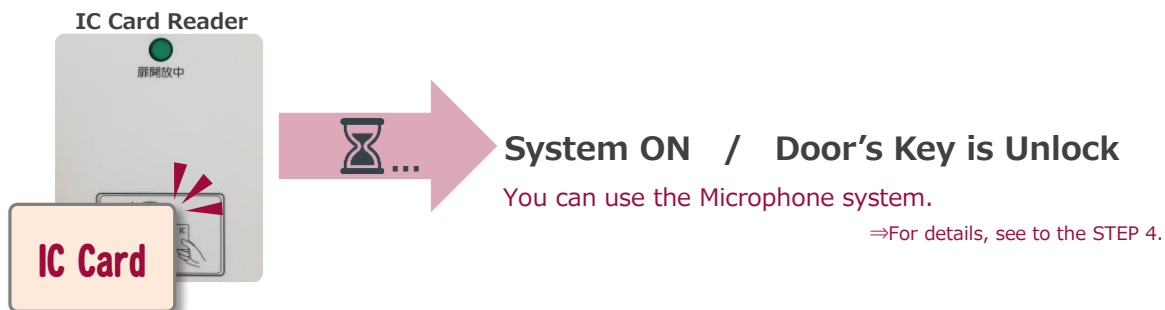 IC Card Reader
扉開放中
System ON / Door's Key is Unlock
You can use the Microphone system.
⇒For details, see to the STEP 4.
IC
IC Card
...